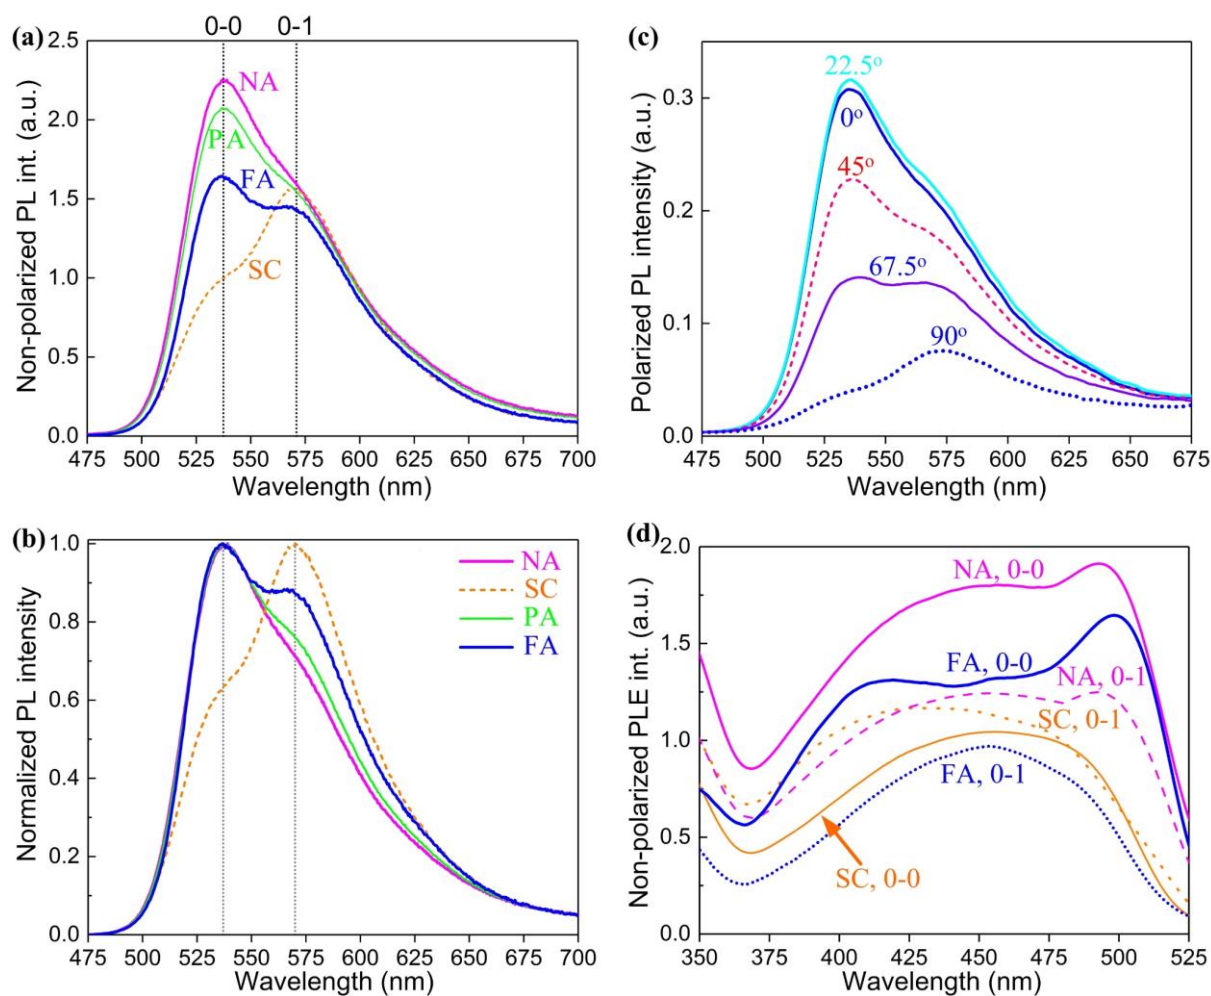 (a)
0-0 0-1
Non-polarized PL int. (a.u.)
2.5
2.0
1.5
1.0
0.5
0.0
NA
PA
FA
SC
475 500 525 550 575 600 625 650 675 700
Wavelength (nm)
(c)
Polarized PL intensity (a.u.)
0.3
0.2
0.1
0.0
22.5º
0º
45º
67.5º
90º
475 500 525 550 575 600 625 650 675
Wavelength (nm)
(b)
Normalized PL intensity
1.0
0.8
0.6
0.4
0.2
0.0
NA
SC
PA
FA
475 500 525 550 575 600 625 650 675 700
Wavelength (nm)
(d)
Non-polarized PLE int. (a.u.)
2.0
1.5
1.0
0.5
0.0
NA, 0-0
FA, 0-0
NA, 0-1
SC, 0-1
FA, 0-1
SC, 0-0
350 375 400 425 450 475 500 525
Wavelength (nm)